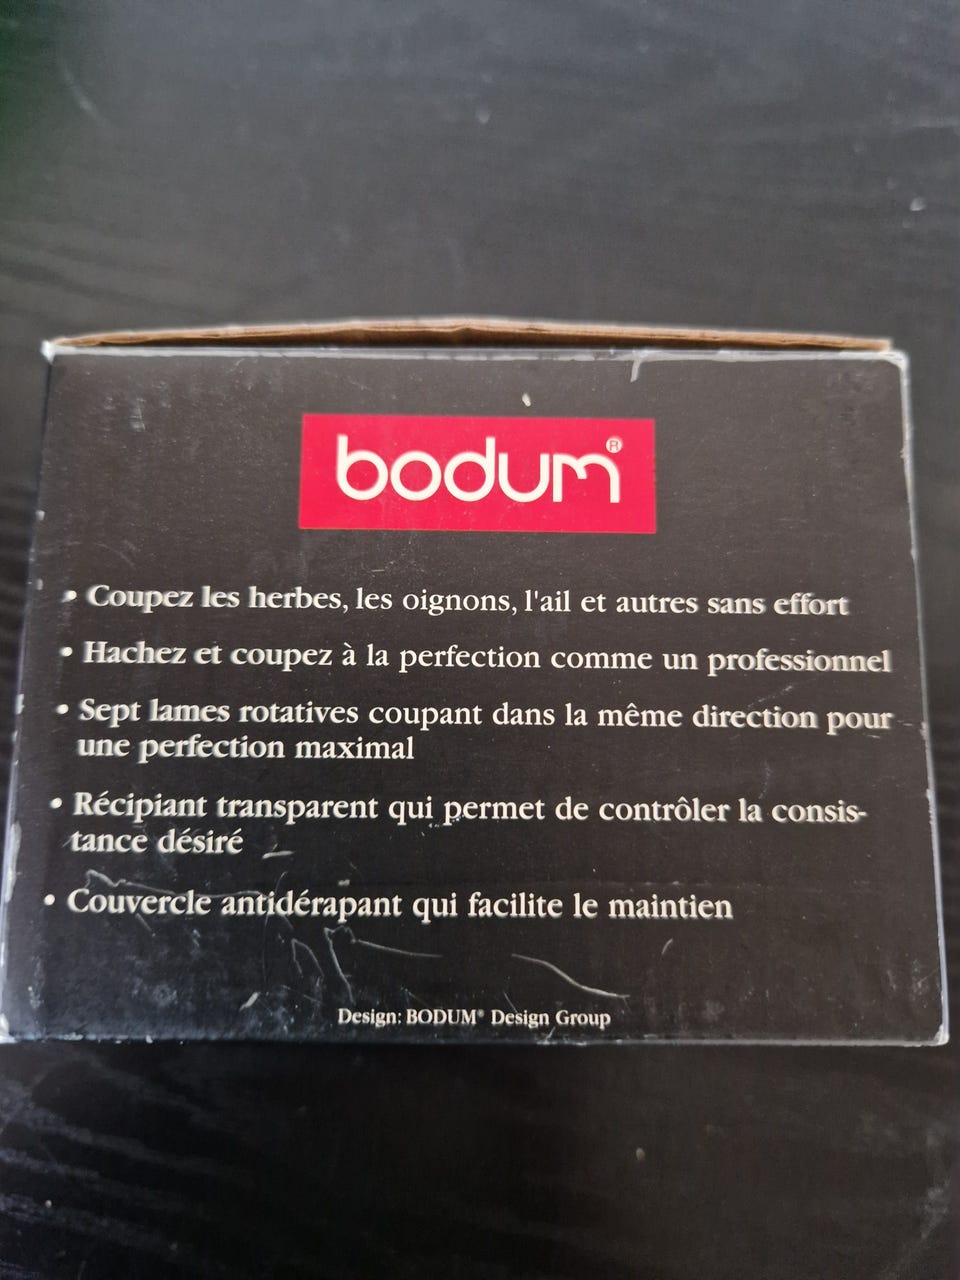 bodum®
• Coupez les herbes, les oignons, l'ail et autres sans effort
• Hachez et coupez à la perfection comme un professionnel
• Sept lames rotatives coupant dans la même direction pour
une perfection maximal
• Récipiant transparent qui permet de contrôler la consis-
tance désiré
• Couvercle antidérapant qui facilite le maintien
Design: BODUM® Design Group